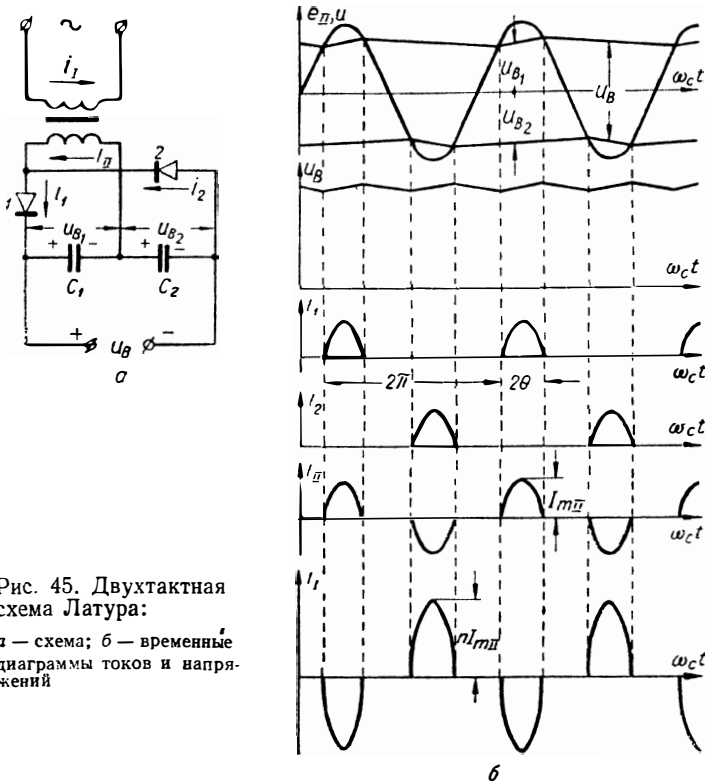 i_I
i_II
2
1
i_1
i_2
u_B1
u_B2
+ − + −
C_1 C_2
+ u_B −
а
e_II, u
u_B1
u_B
ω_c t
u_B2
u_B
ω_c t
i_1
2π 2θ
ω_c t
i_2
ω_c t
i_II
I_mII
ω_c t
i_I
nI_mII
ω_c t
б
Рис. 45. Двухтактная
схема Латура:
а — схема; б — временные
диаграммы токов и напря-
жений